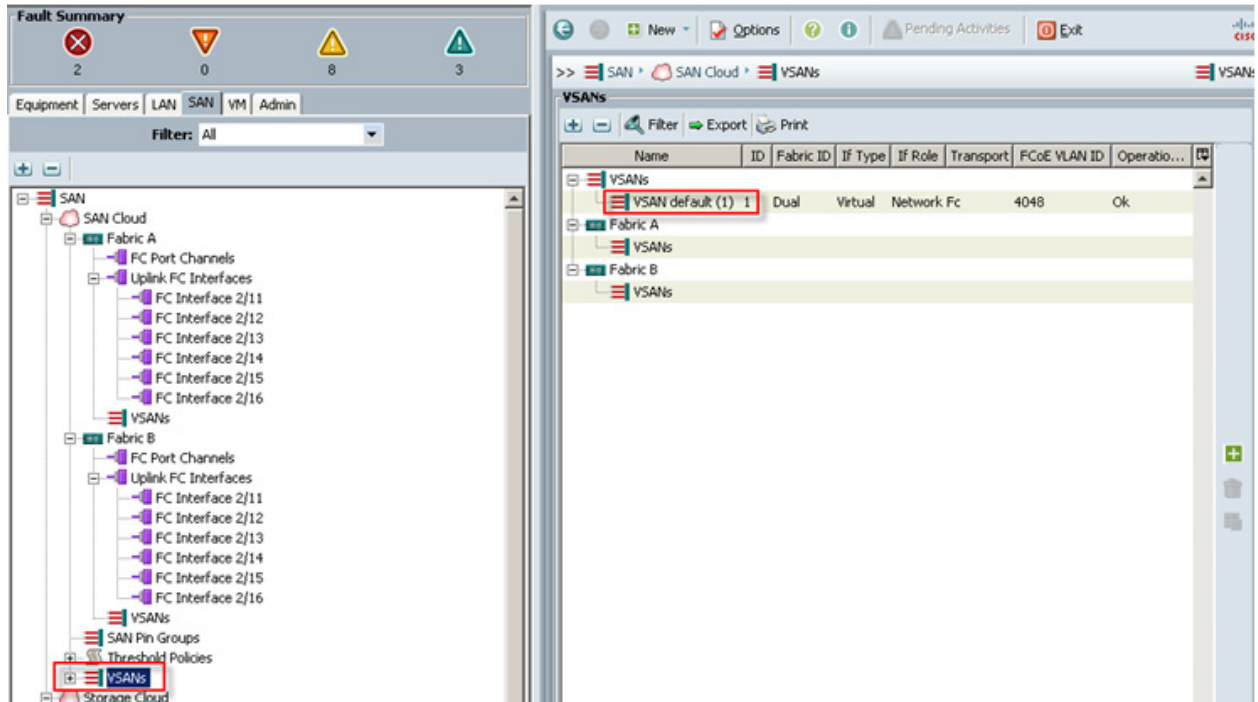 Fault Summary
2 0 8 3
Equipment Servers LAN SAN VM Admin
Filter: All
SAN
SAN Cloud
Fabric A
FC Port Channels
Uplink FC Interfaces
FC Interface 2/11
FC Interface 2/12
FC Interface 2/13
FC Interface 2/14
FC Interface 2/15
FC Interface 2/16
VSANs
Fabric B
FC Port Channels
Uplink FC Interfaces
FC Interface 2/11
FC Interface 2/12
FC Interface 2/13
FC Interface 2/14
FC Interface 2/15
FC Interface 2/16
VSANs
SAN Pin Groups
Threshold Policies
VSANs
Storage Cloud
New Options Pending Activities Exit
>> SAN SAN Cloud VSANs VSANs
VSANs
Filter Export Print
Name ID Fabric ID If Type If Role Transport FCoE VLAN ID Operatio...
VSANs
VSAN default (1) 1 Dual Virtual Network Fc 4048 Ok
Fabric A
VSANs
Fabric B
VSANs